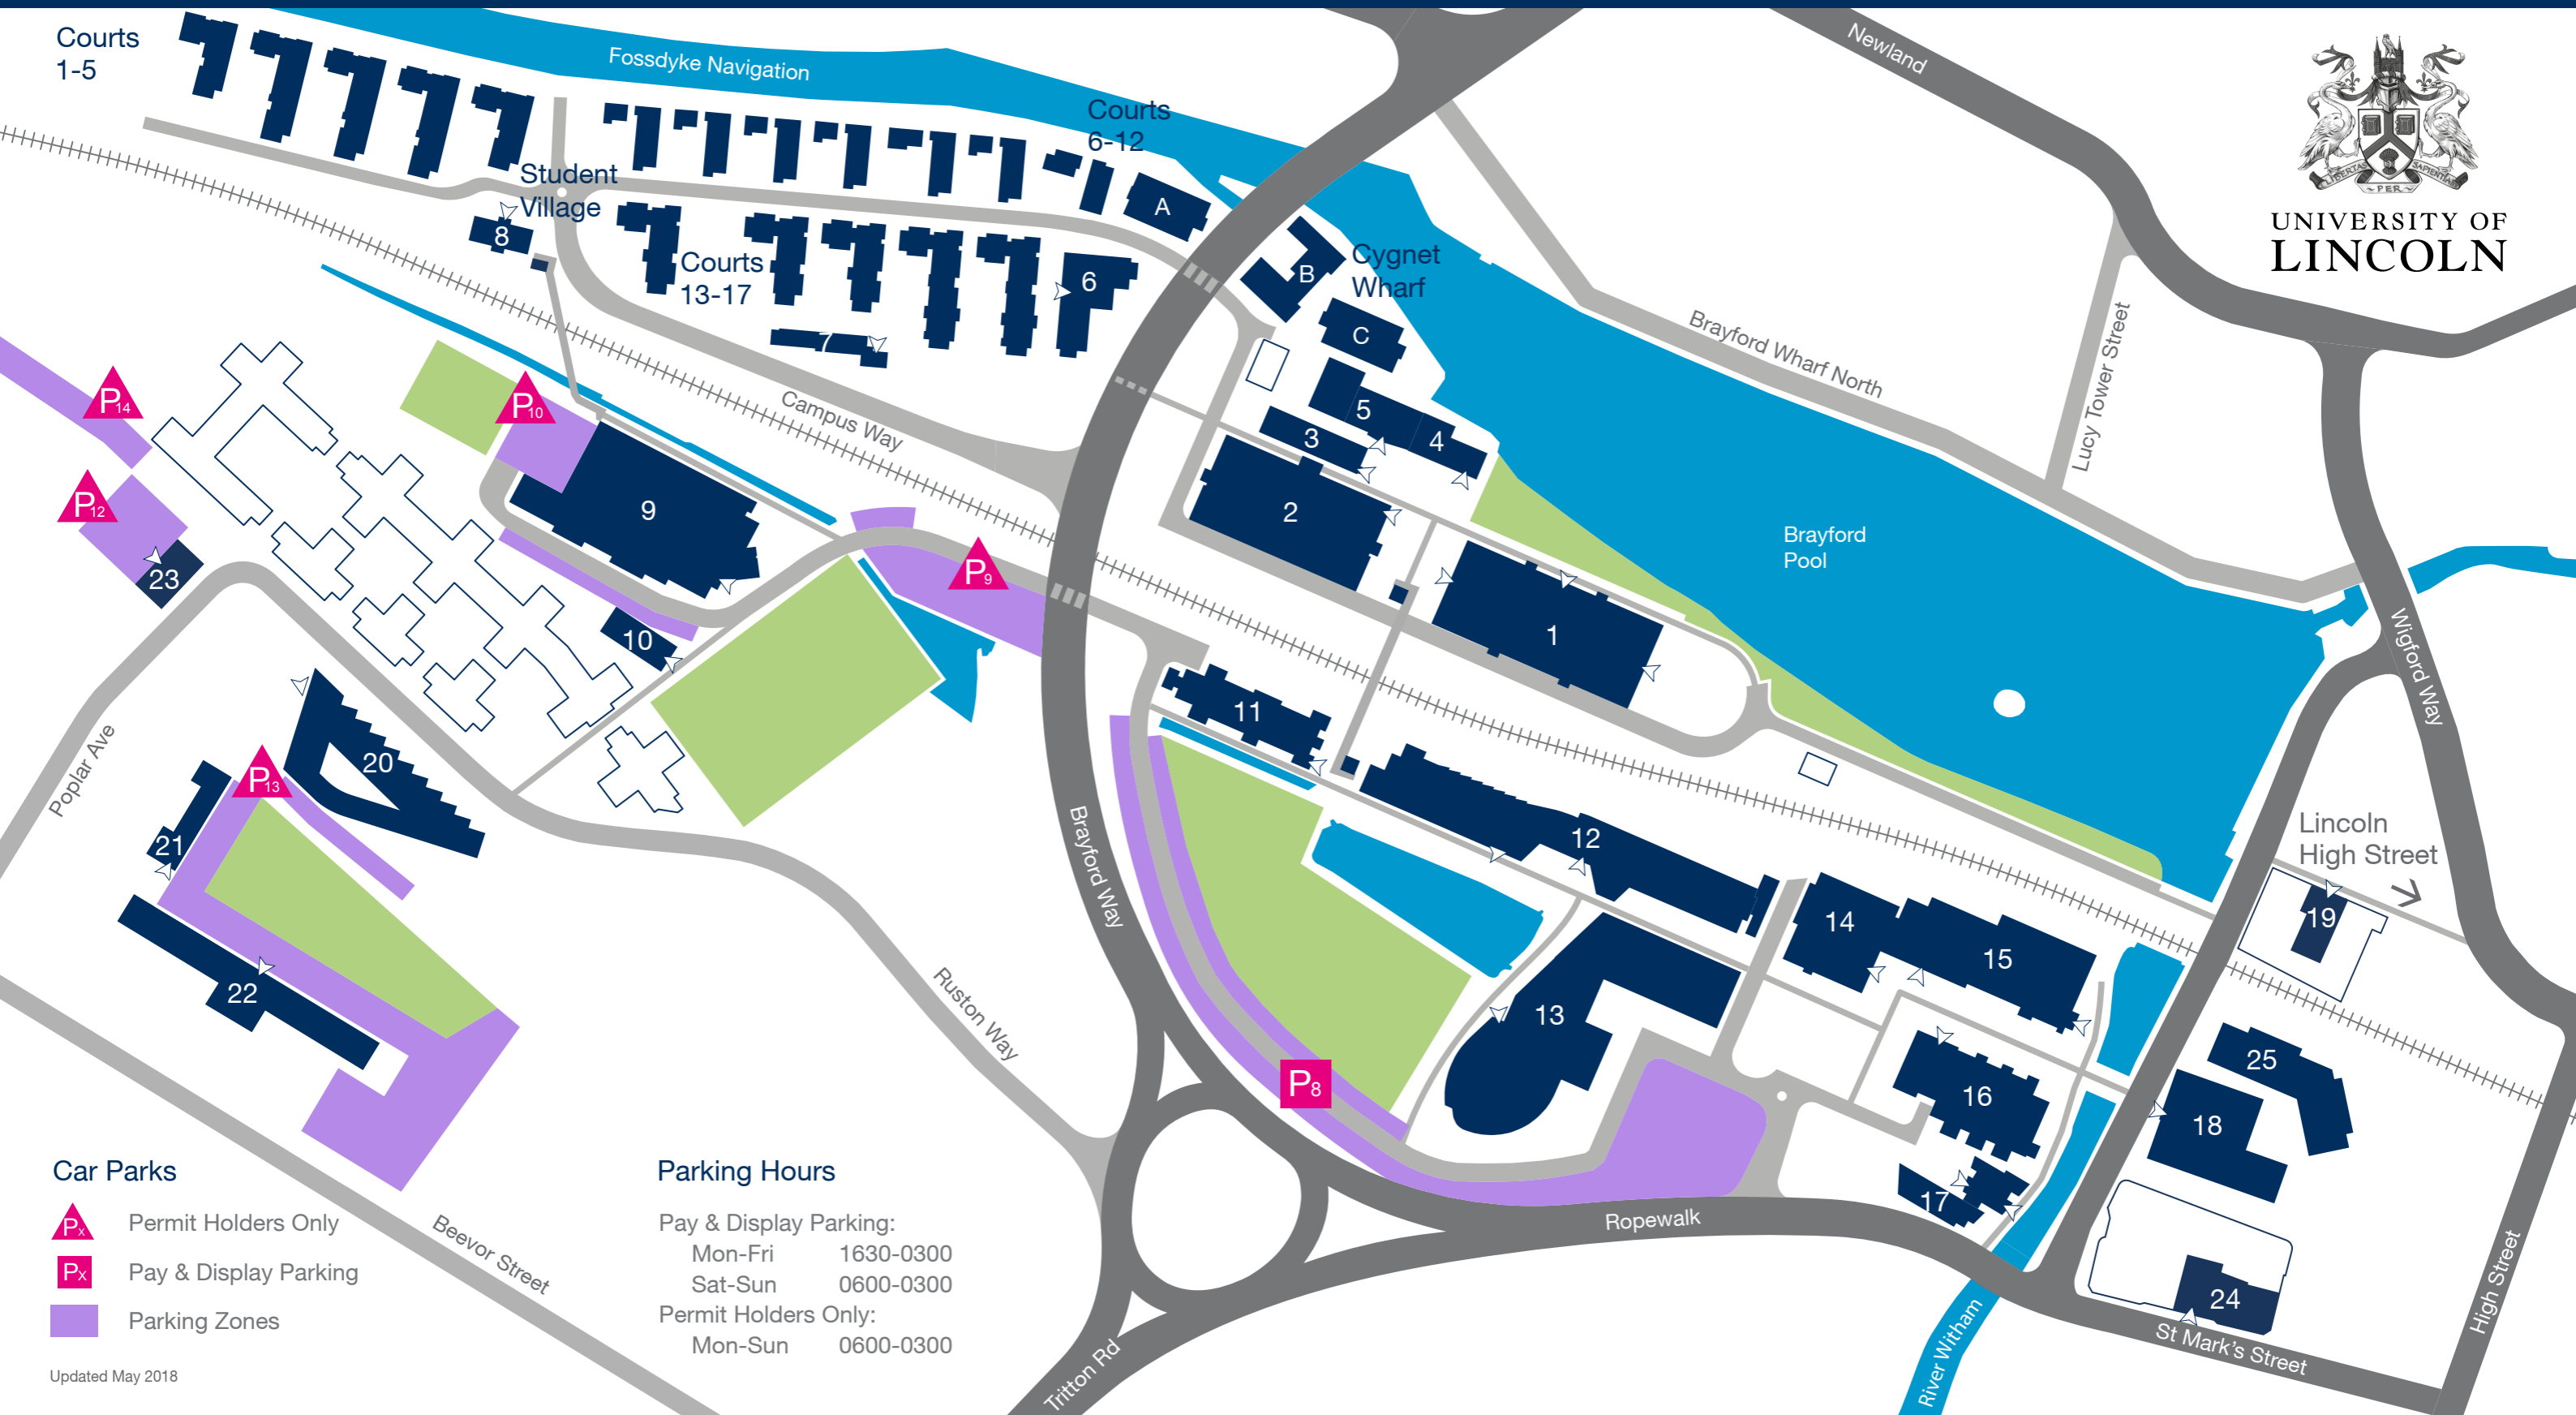 Courts
1-5
Fossdyke Navigation
Newland
Courts
6-12
LIBERTAS PER SAPIENTIAM
UNIVERSITY OF
LINCOLN
Student
Village
8
A
B
Cygnet
Wharf
C
Courts
13-17
6
7
Brayford Wharf North
Lucy Tower Street
Campus Way
5
3
4
P14
P10
P12
9
2
P9
Brayford
Pool
23
10
1
Wigford Way
11
Poplar Ave
20
P13
21
12
Brayford Way
Lincoln
High Street
19
14
15
22
13
Ruston Way
P8
16
25
18
17
Ropewalk
24
St Mark's Street
High Street
River Witham
Tritton Rd
Beevor Street
Car Parks
Px Permit Holders Only
Px Pay & Display Parking
Parking Zones
Updated May 2018
Parking Hours
Pay & Display Parking:
Mon-Fri 1630-0300
Sat-Sun 0600-0300
Permit Holders Only:
Mon-Sun 0600-0300